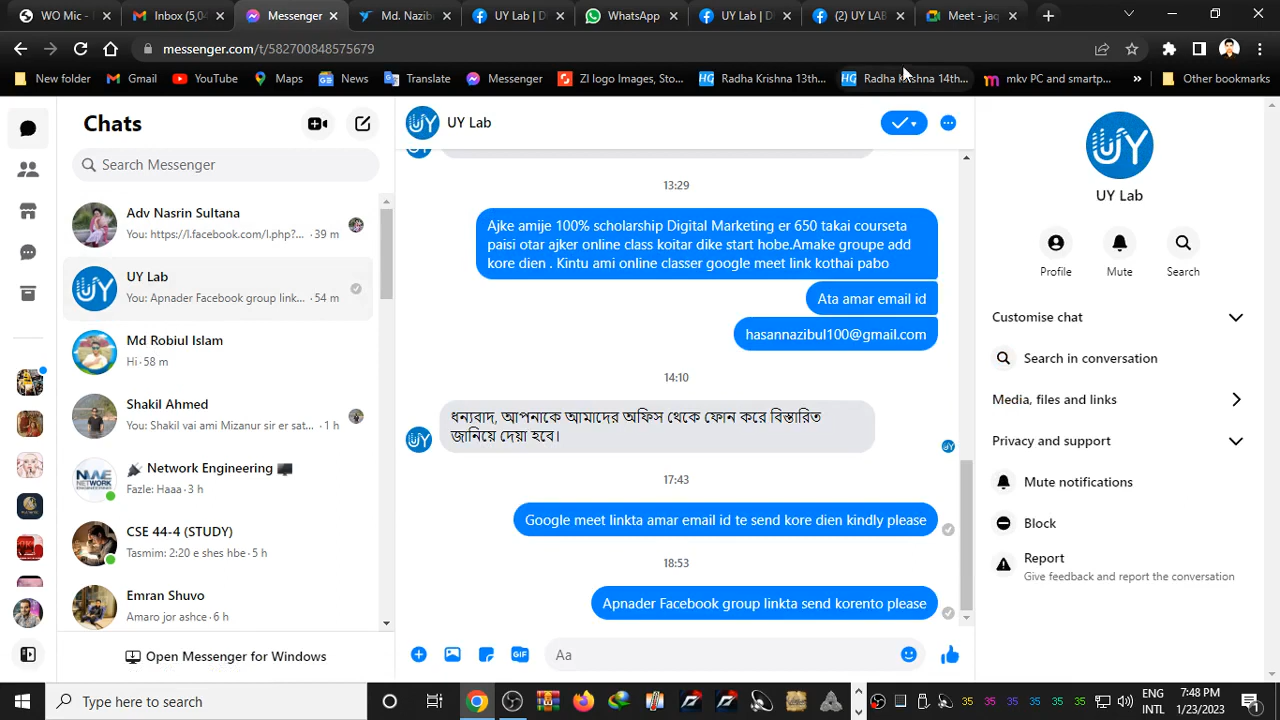 WO Mic -
Inbox (5,04
Messenger
Md. Nazib
UY Lab | D
WhatsApp
UY Lab | D
(2) UY LAB
Meet - jaq
messenger.com/t/582700848575679
New folder
Gmail
YouTube
Maps
News
Translate
Messenger
ZI logo Images, Sto...
Radha Krishna 13th...
Radha Krishna 14th...
mkv PC and smartp...
Other bookmarks
Chats
Search Messenger
Adv Nasrin Sultana
You: https://l.facebook.com/l.php?... · 39 m
UY Lab
You: Apnader Facebook group link... · 54 m
Md Robiul Islam
Hi · 58 m
Shakil Ahmed
You: Shakil vai ami Mizanur sir er sat... · 1 h
Network Engineering
Fazle: Haaa · 3 h
CSE 44-4 (STUDY)
Tasmim: 2:20 e shes hbe · 5 h
Emran Shuvo
Amaro jor ashce · 6 h
Open Messenger for Windows
UY Lab
13:29
Ajke amije 100% scholarship Digital Marketing er 650 takai courseta
paisi otar ajker online class koitar dike start hobe.Amake groupe add
kore dien . Kintu ami online classer google meet link kothai pabo
Ata amar email id
hasannazibul100@gmail.com
14:10
ধন্যবাদ, আপনাকে আমাদের অফিস থেকে ফোন করে বিস্তারিত
জানিয়ে দেয়া হবে।
17:43
Google meet linkta amar email id te send kore dien kindly please
18:53
Apnader Facebook group linkta send korento please
GIF
Aa
UY
UY Lab
Profile
Mute
Search
Customise chat
Search in conversation
Media, files and links
Privacy and support
Mute notifications
Block
Report
Give feedback and report the conversation
Type here to search
35
35
35
35
35
35
ENG
INTL
7:48 PM
1/23/2023